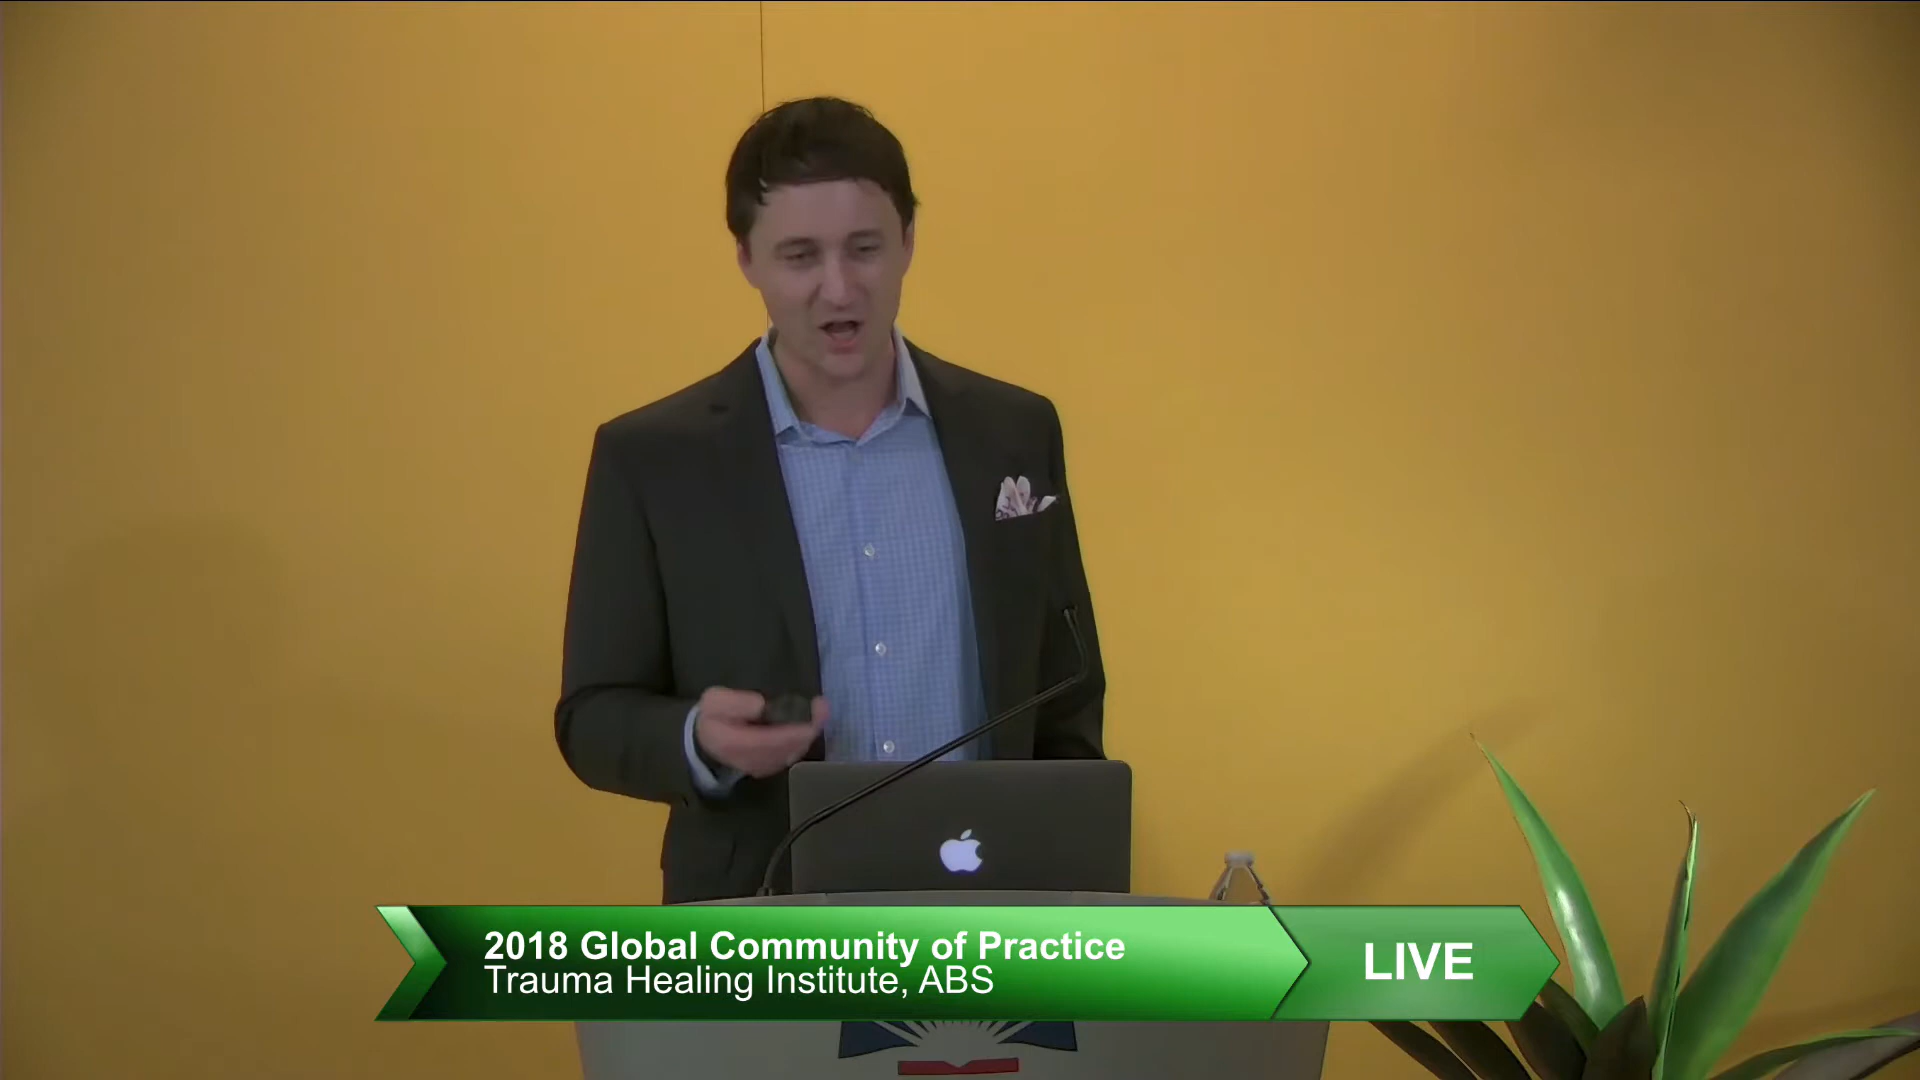 2018 Global Community of Practice
Trauma Healing Institute, ABS
LIVE